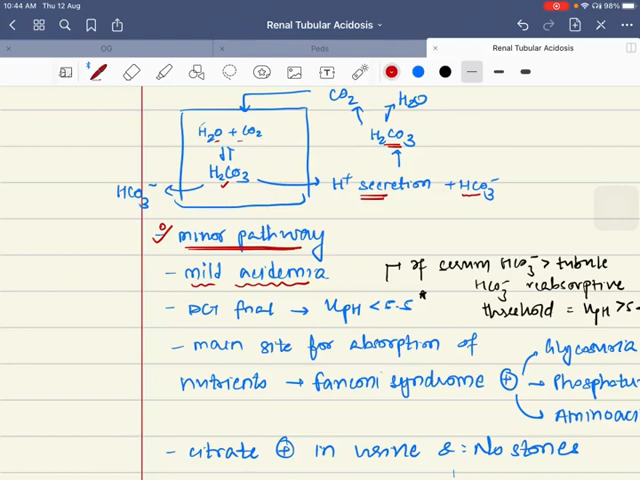 10:44 AM Thu 12 Aug
98%
Renal Tubular Acidosis
OG
Peds
Renal Tubular Acidosis
CO2
H2O
H2O + CO2
H2CO3
H2CO3
HCO3-
H+ secretion + HCO3-
minor pathway
- mild acidemia
if serum HCO3- > tubule
HCO3- reabsorptive
threshold = UpH > 5.
- DCT final → UpH < 5.5 *
- main site for absorption of
nutrients → fanconi syndrome ⊕
Glycosuria
→ Phosphatu
Aminoaci
- citrate ⊕ in urine & : No stones